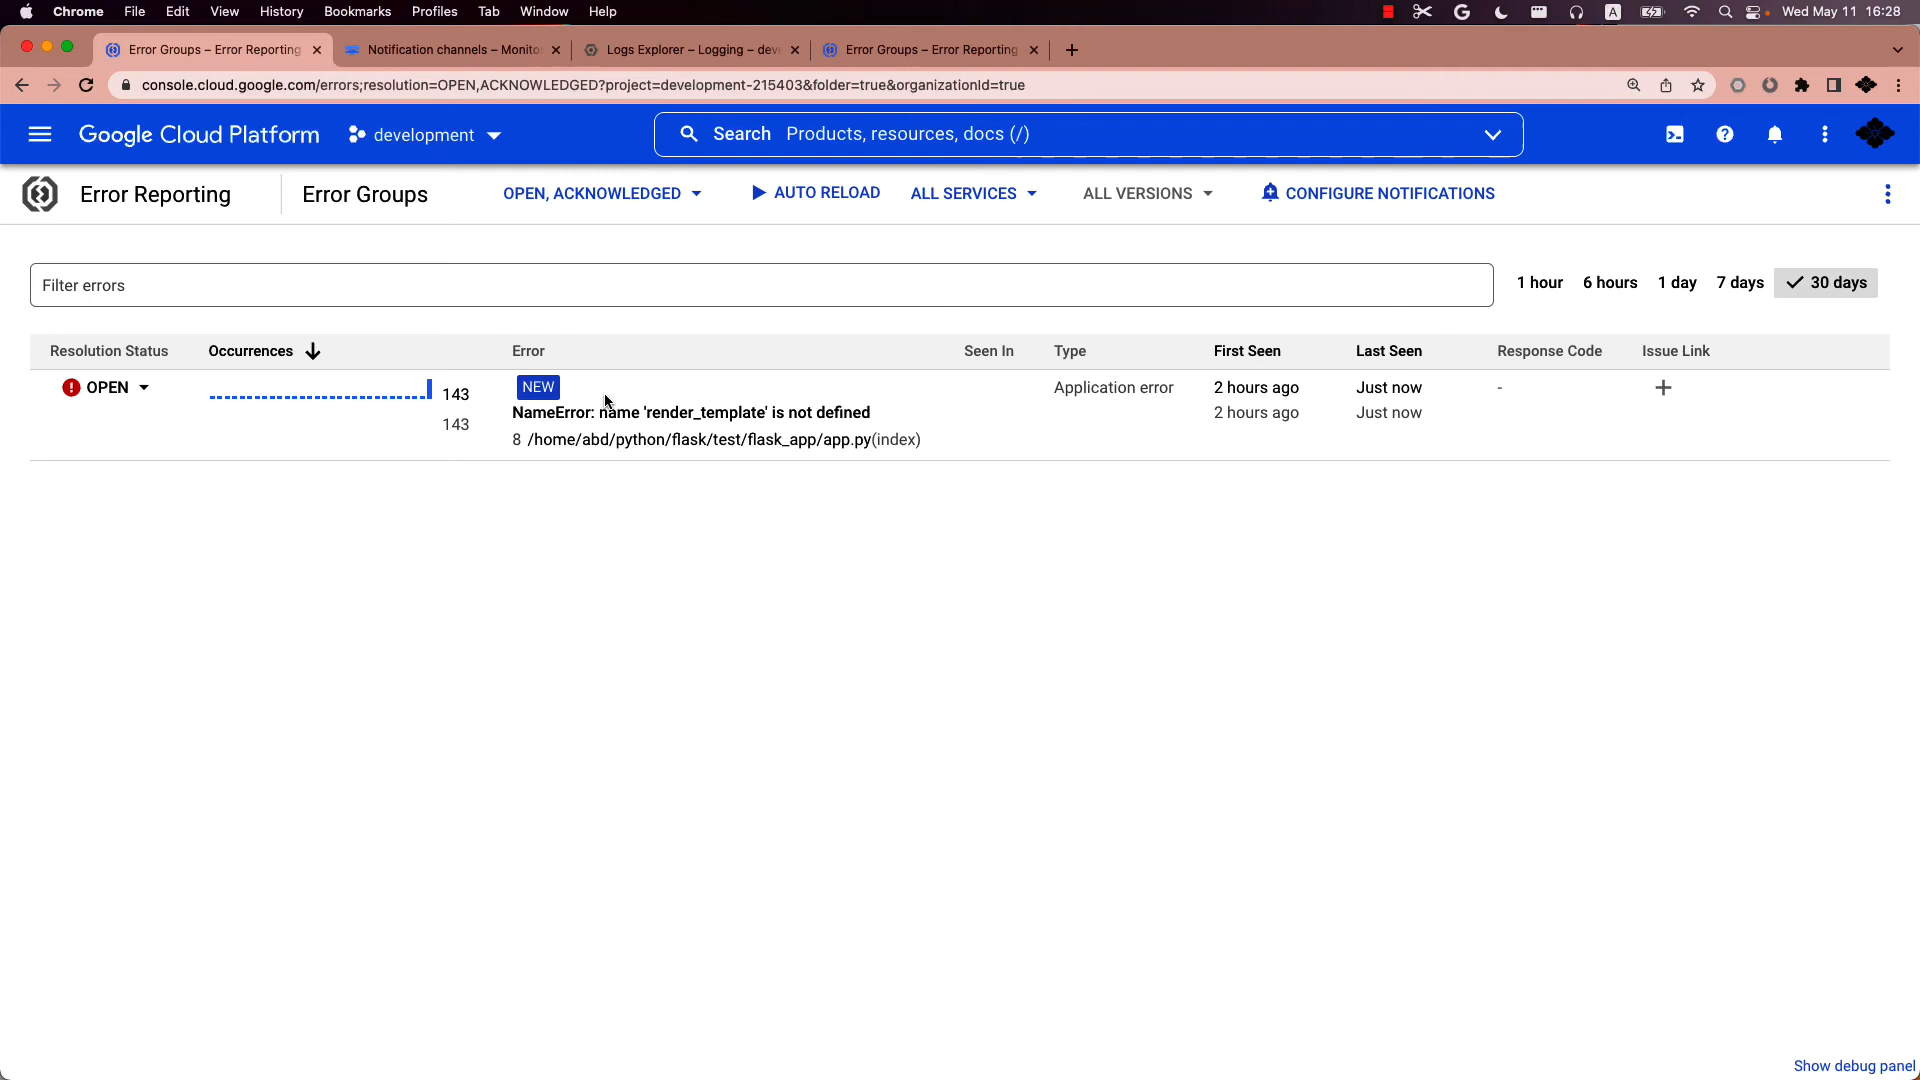 Chrome File Edit View History Bookmarks Profiles Tab Window Help A Wed May 11 16:28
Error Groups – Error Reporting Notification channels – Monito Logs Explorer – Logging – dev Error Groups – Error Reporting
console.cloud.google.com/errors;resolution=OPEN,ACKNOWLEDGED?project=development-215403&folder=true&organizationId=true
Google Cloud Platform development Search Products, resources, docs (/)
Error Reporting Error Groups OPEN, ACKNOWLEDGED AUTO RELOAD ALL SERVICES ALL VERSIONS CONFIGURE NOTIFICATIONS
Filter errors 1 hour 6 hours 1 day 7 days 30 days
Resolution Status Occurrences Error Seen In Type First Seen Last Seen Response Code Issue Link
OPEN 143 NEW Application error 2 hours ago Just now -
NameError: name 'render_template' is not defined 2 hours ago Just now
143 8 /home/abd/python/flask/test/flask_app/app.py(index)
Show debug panel